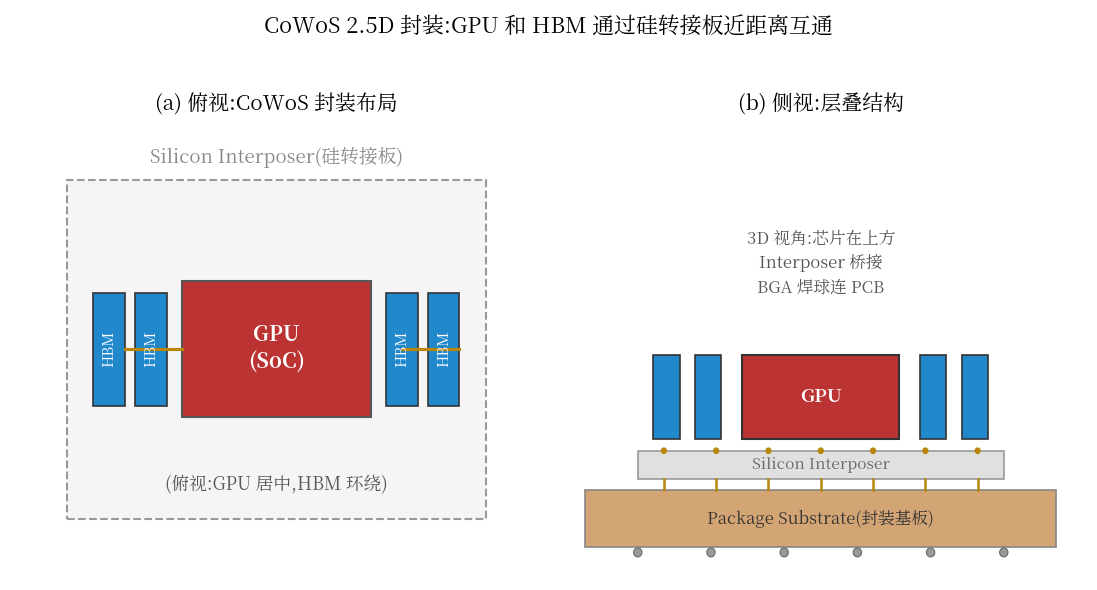 CoWoS 2.5D 封装:GPU 和 HBM 通过硅转接板近距离互通
(a) 俯视:CoWoS 封装布局
Silicon Interposer(硅转接板)
HBM
HBM
GPU
(SoC)
HBM
HBM
(俯视:GPU 居中,HBM 环绕)
(b) 侧视:层叠结构
3D 视角:芯片在上方
Interposer 桥接
BGA 焊球连 PCB
GPU
Silicon Interposer
Package Substrate(封装基板)